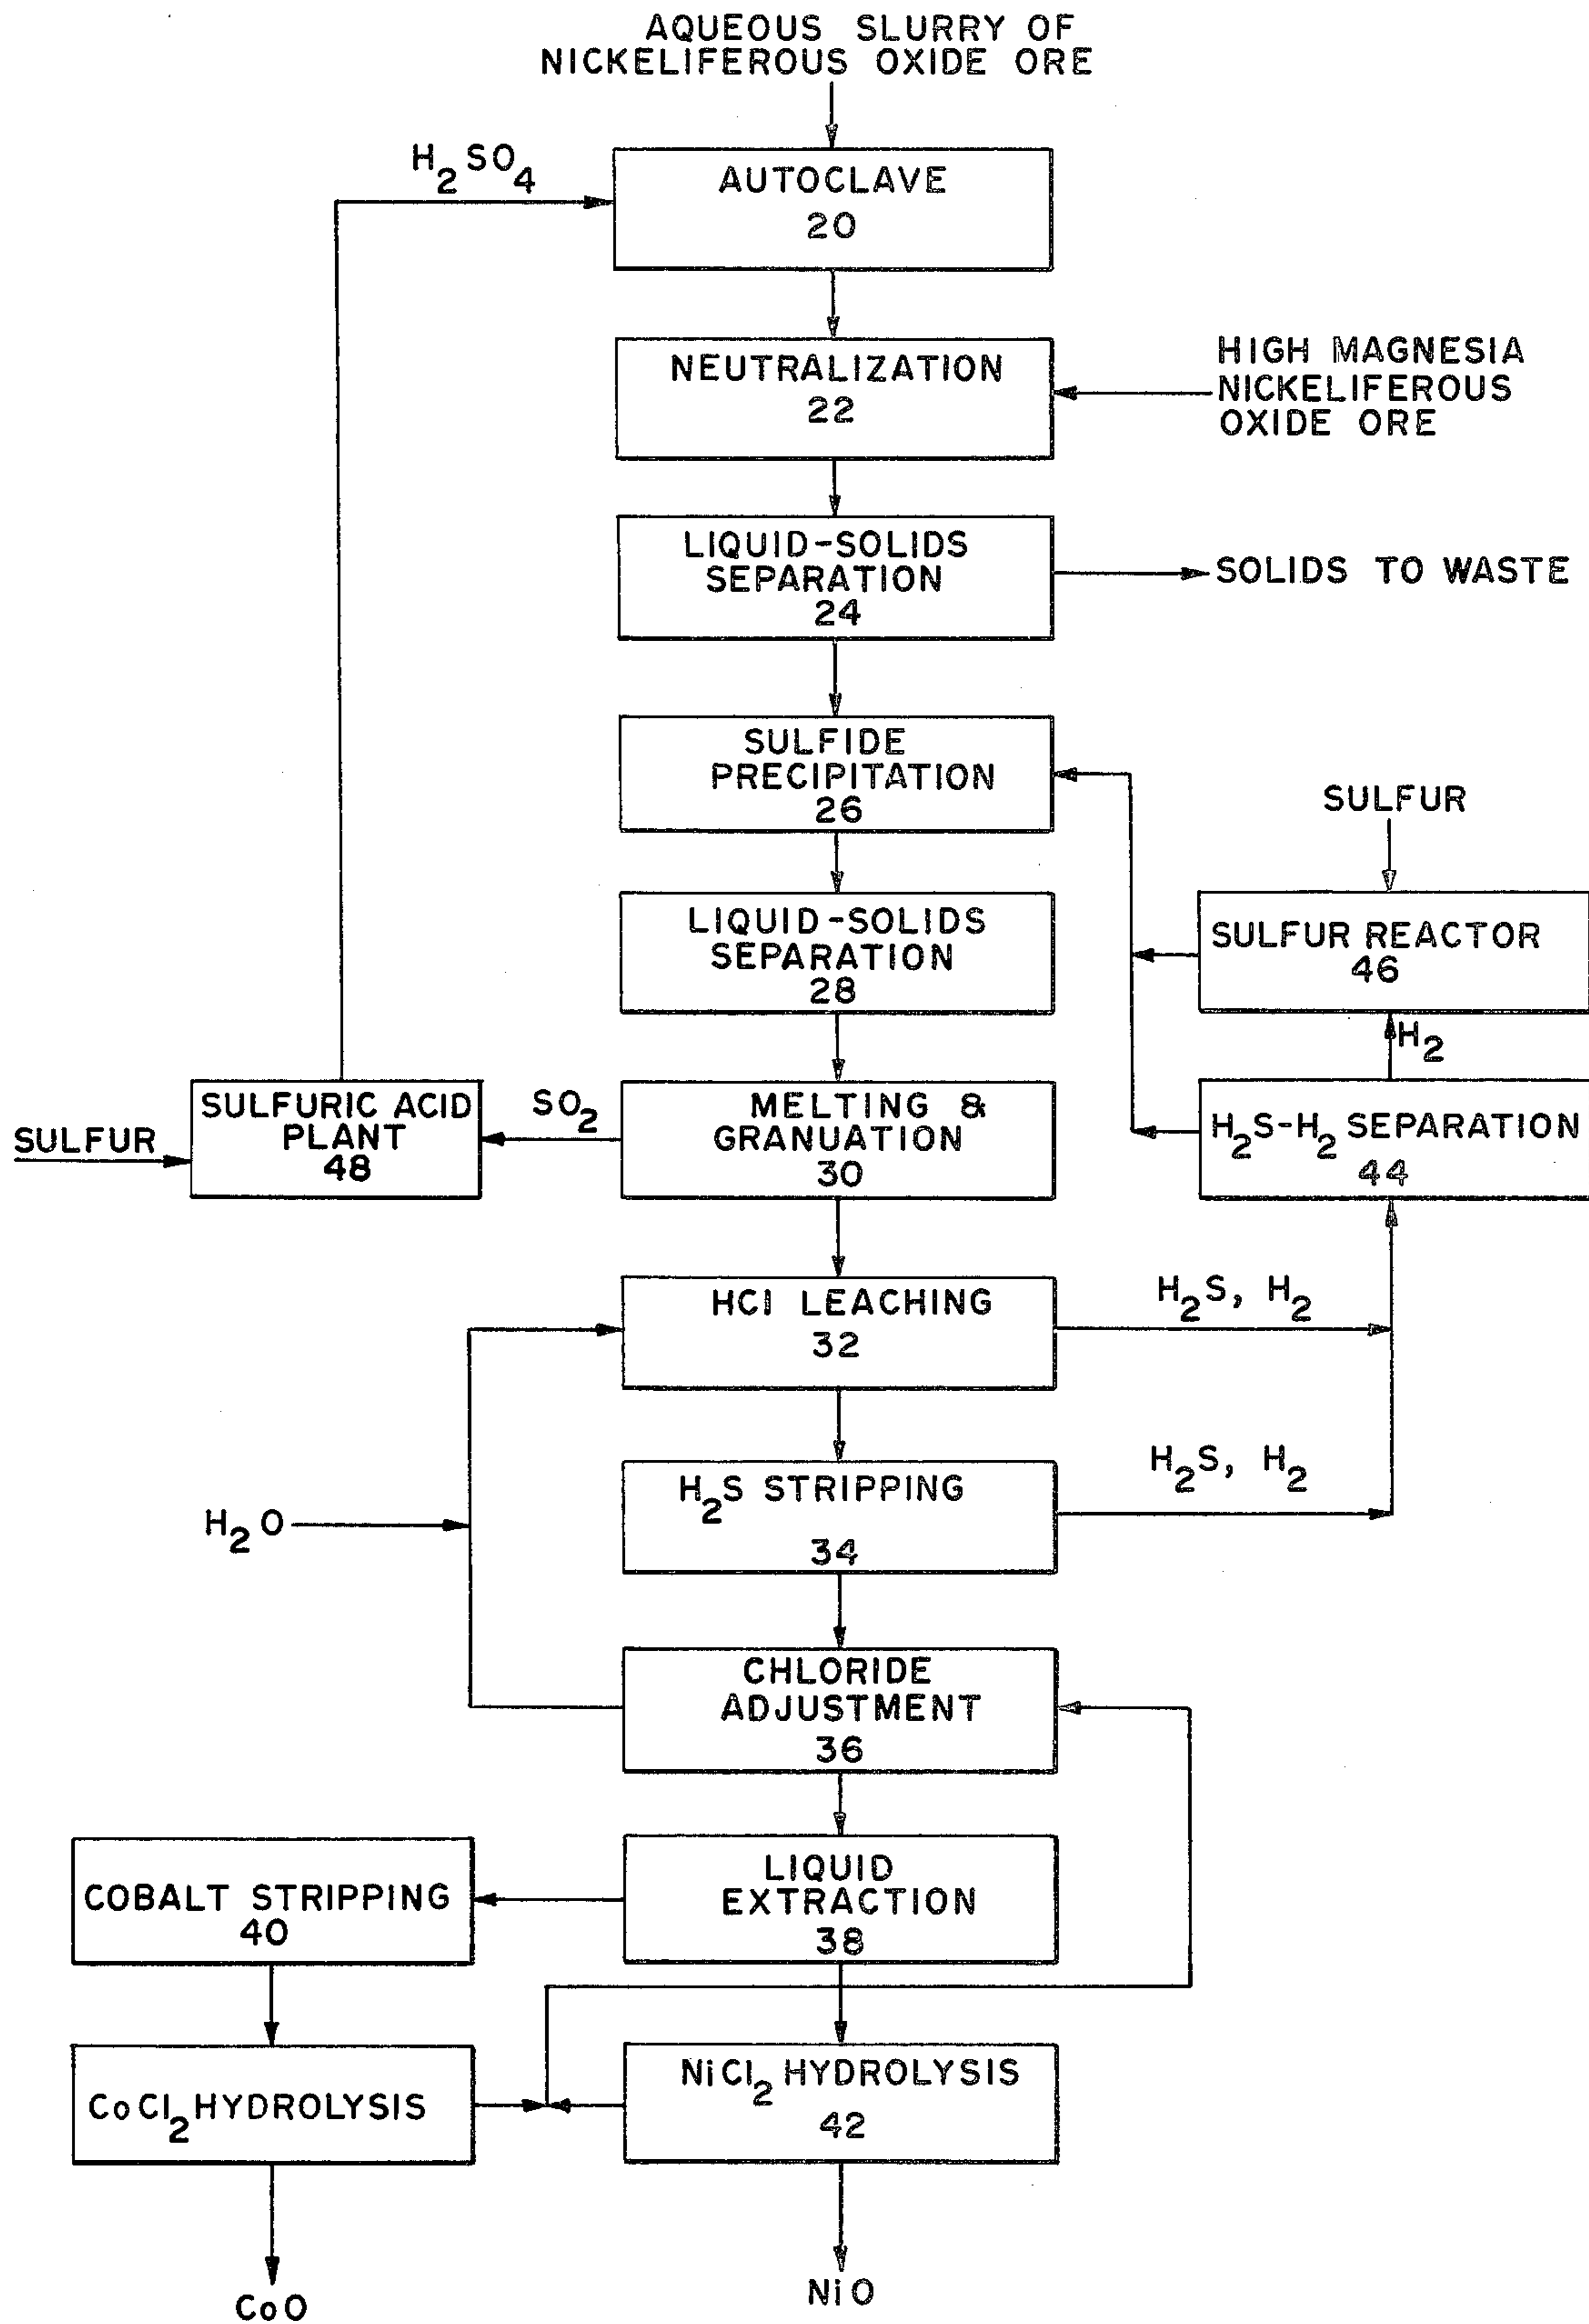 AQUEOUS SLURRY OF
NICKELIFEROUS OXIDE ORE
H2SO4
AUTOCLAVE
20
NEUTRALIZATION
22
HIGH MAGNESIA
NICKELIFEROUS
OXIDE ORE
LIQUID-SOLIDS
SEPARATION
24
SOLIDS TO WASTE
SULFIDE
PRECIPITATION
26
SULFUR
LIQUID-SOLIDS
SEPARATION
28
SULFUR REACTOR
46
H2
SULFUR
SULFURIC ACID
PLANT
48
SO2
MELTING &
GRANUATION
30
H2S-H2 SEPARATION
44
HCl LEACHING
32
H2S, H2
H2S STRIPPING
34
H2S, H2
H2O
CHLORIDE
ADJUSTMENT
36
LIQUID
EXTRACTION
38
COBALT STRIPPING
40
CoCl2 HYDROLYSIS
NiCl2 HYDROLYSIS
42
CoO
NiO